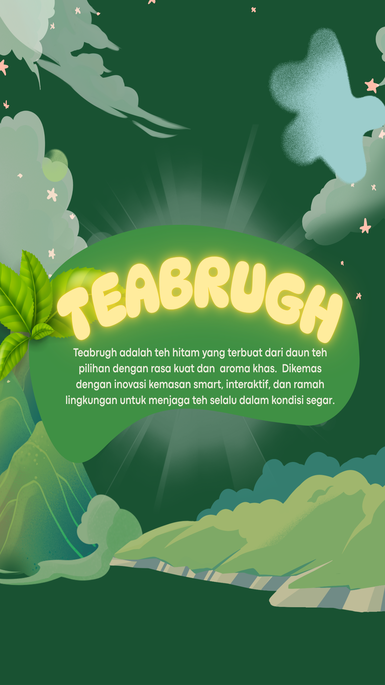 TEABRUGH
Teabrugh adalah teh hitam yang terbuat dari daun teh
pilihan dengan rasa kuat dan aroma khas. Dikemas
dengan inovasi kemasan smart, interaktif, dan ramah
lingkungan untuk menjaga teh selalu dalam kondisi segar.